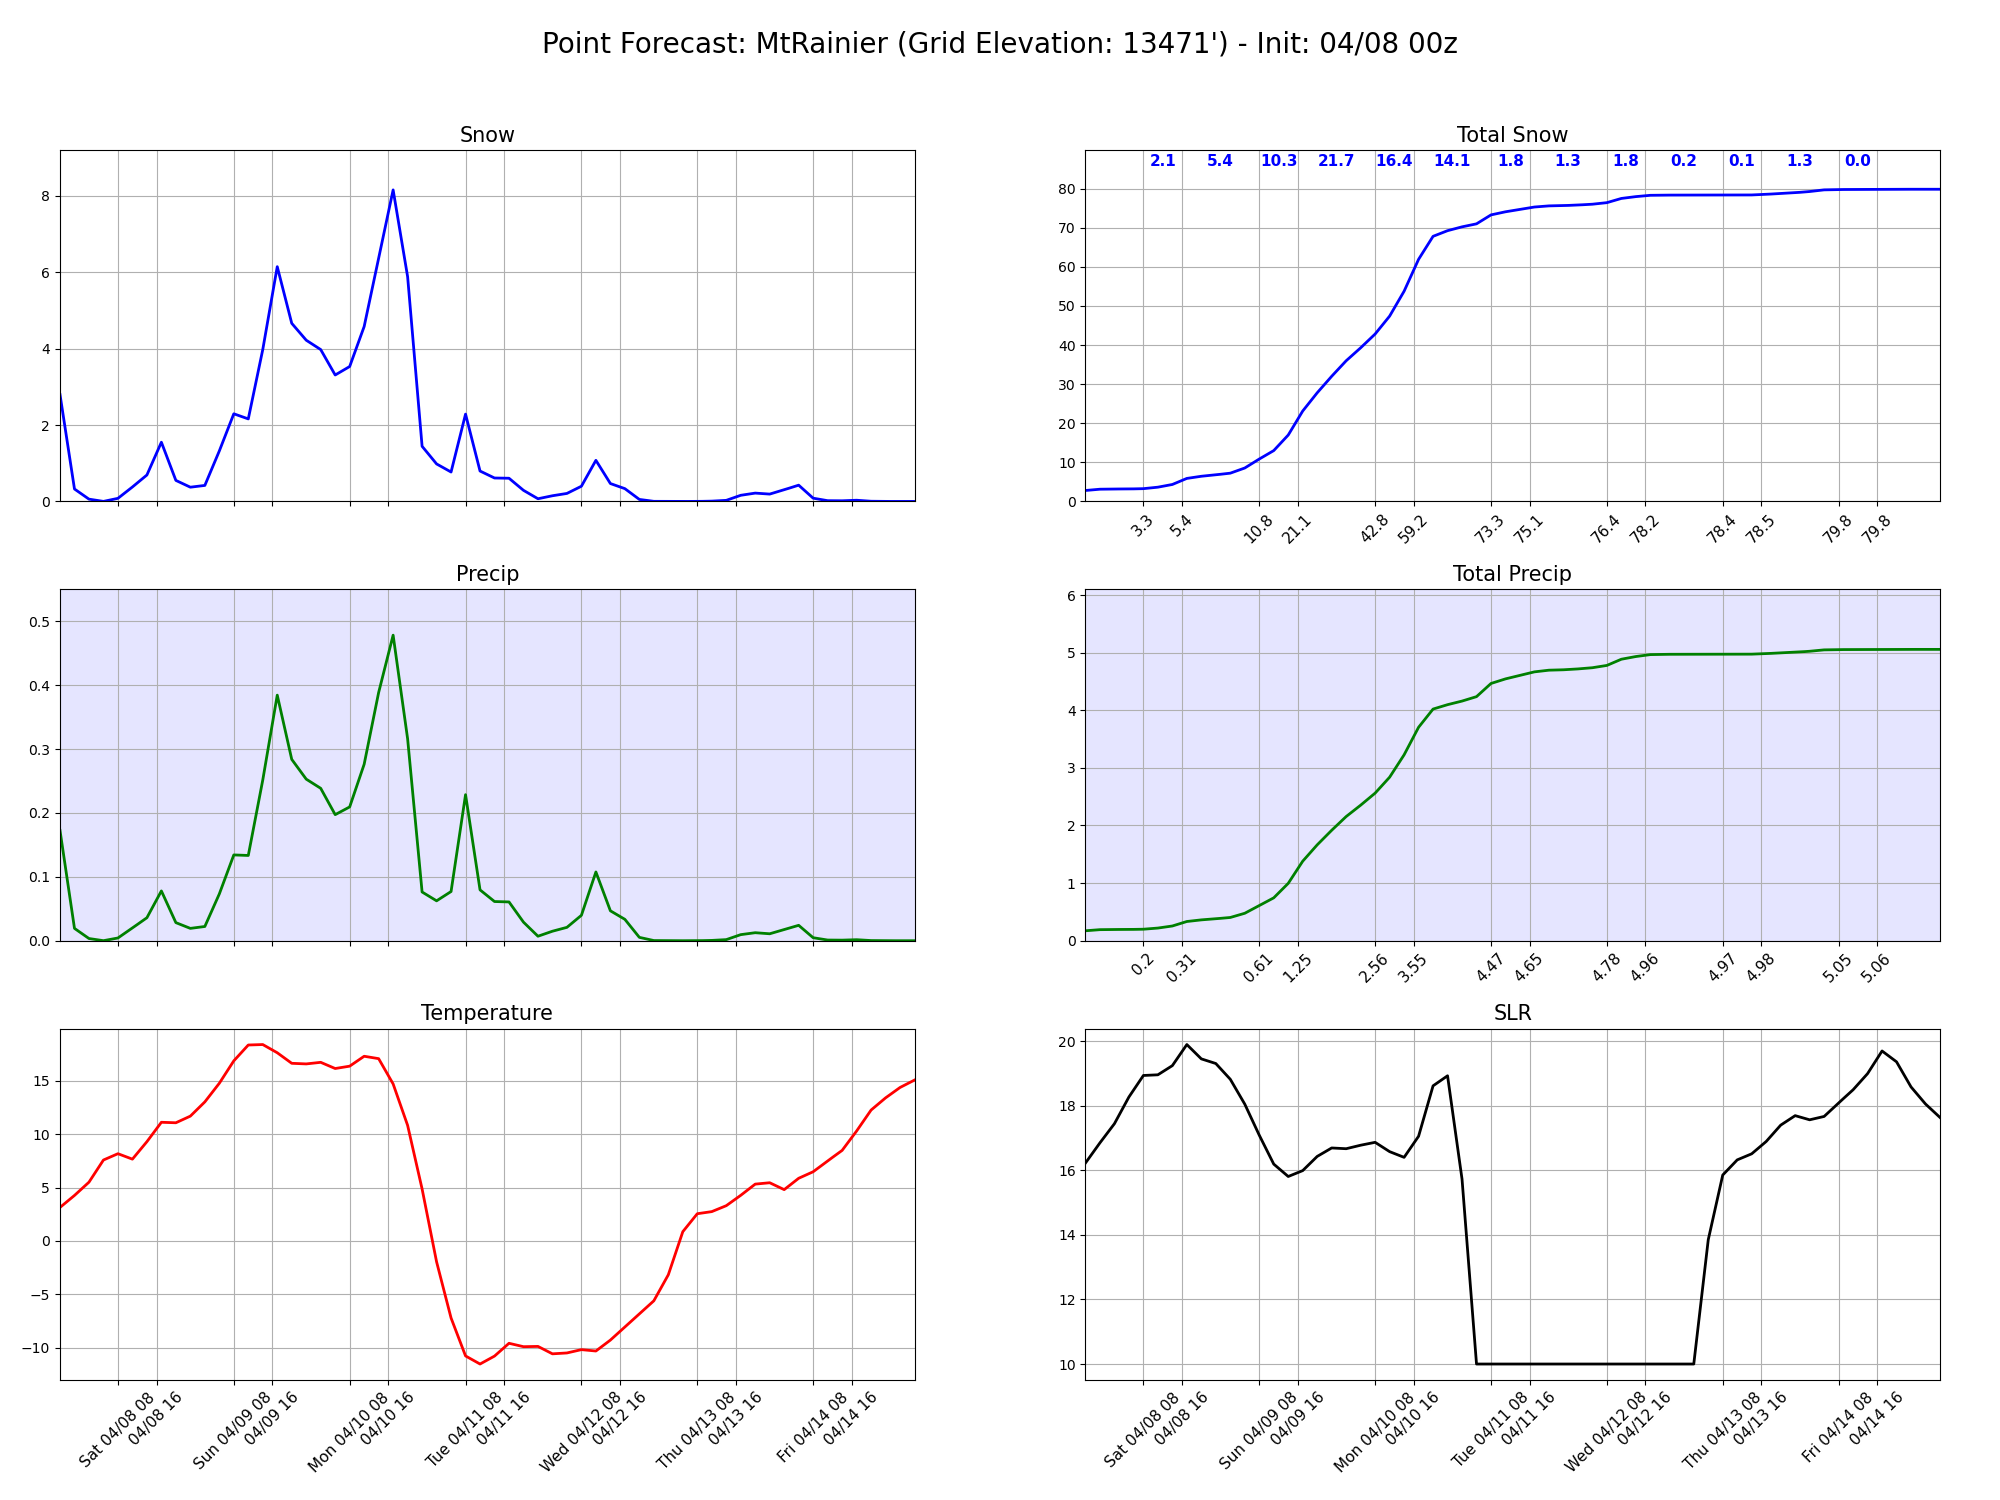 Point Forecast: MtRainier (Grid Elevation: 13471') - Init: 04/08 00z
Snow
8
6
4
2
0
Total Snow
2.1 5.4 10.3 21.7 16.4 14.1 1.8 1.3 1.8 0.2 0.1 1.3 0.0
80
70
60
50
40
30
20
10
0
3.3 5.4 10.8 21.1 42.8 59.2 73.3 75.1 76.4 78.2 78.4 78.5 79.8 79.8
Precip
0.5
0.4
0.3
0.2
0.1
0.0
Total Precip
6
5
4
3
2
1
0
0.2 0.31 0.61 1.25 2.56 3.55 4.47 4.65 4.78 4.96 4.97 4.98 5.05 5.06
Temperature
15
10
5
0
−5
−10
Sat 04/08 08
04/08 16
Sun 04/09 08
04/09 16
Mon 04/10 08
04/10 16
Tue 04/11 08
04/11 16
Wed 04/12 08
04/12 16
Thu 04/13 08
04/13 16
Fri 04/14 08
04/14 16
SLR
20
18
16
14
12
10
Sat 04/08 08
04/08 16
Sun 04/09 08
04/09 16
Mon 04/10 08
04/10 16
Tue 04/11 08
04/11 16
Wed 04/12 08
04/12 16
Thu 04/13 08
04/13 16
Fri 04/14 08
04/14 16